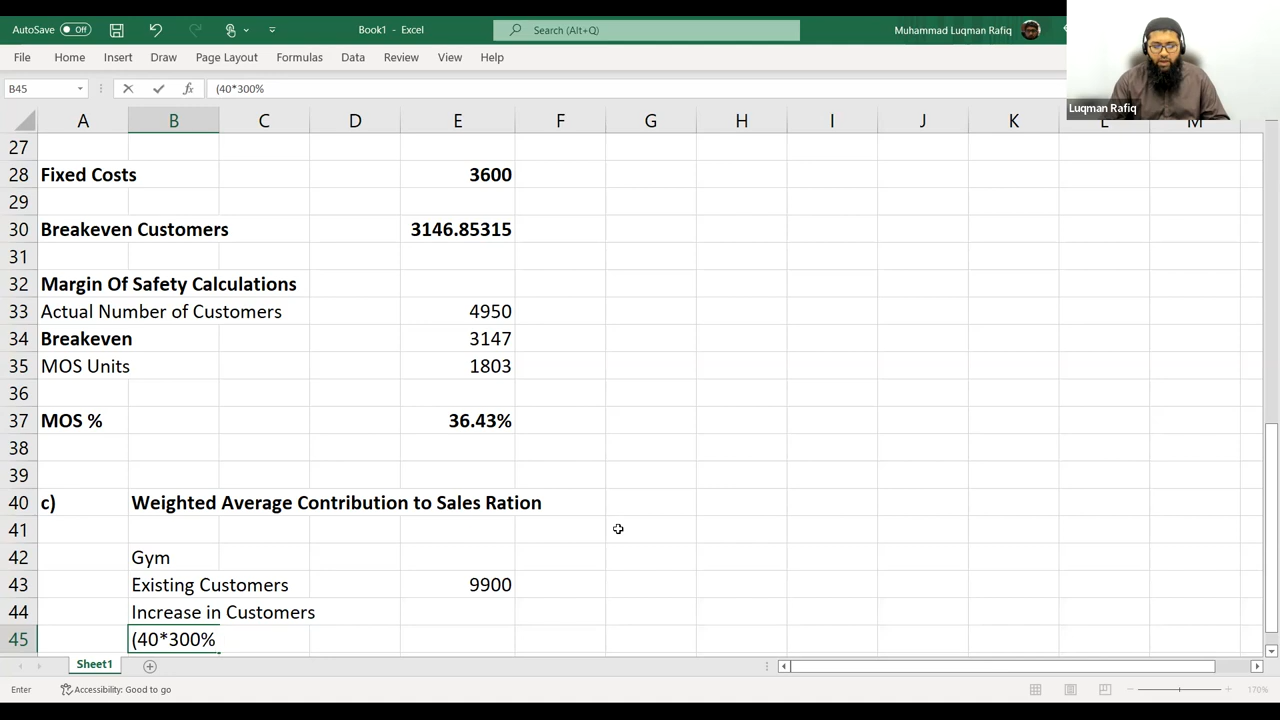 AutoSave Off
Book1 - Excel
Search (Alt+Q)
Muhammad Luqman Rafiq
File Home Insert Draw Page Layout Formulas Data Review View Help
B45
fx
(40*300%
Luqman Rafiq
A B C D E F G H I J K L M
27
28 Fixed Costs 3600
29
30 Breakeven Customers 3146.85315
31
32 Margin Of Safety Calculations
33 Actual Number of Customers 4950
34 Breakeven 3147
35 MOS Units 1803
36
37 MOS % 36.43%
38
39
40 c) Weighted Average Contribution to Sales Ration
41
42 Gym
43 Existing Customers 9900
44 Increase in Customers
45 (40*300%
Sheet1
Enter Accessibility: Good to go 170%